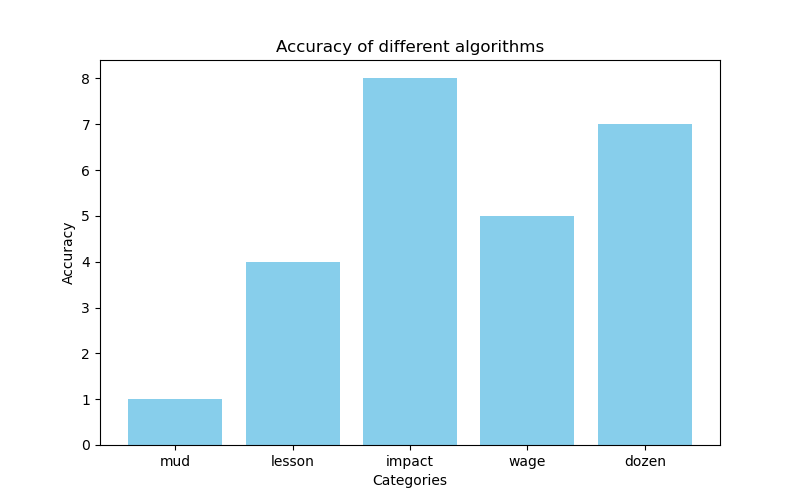 Accuracy of different algorithms
Accuracy
8
7
6
5
4
3
2
1
0
mud lesson impact wage dozen
Categories